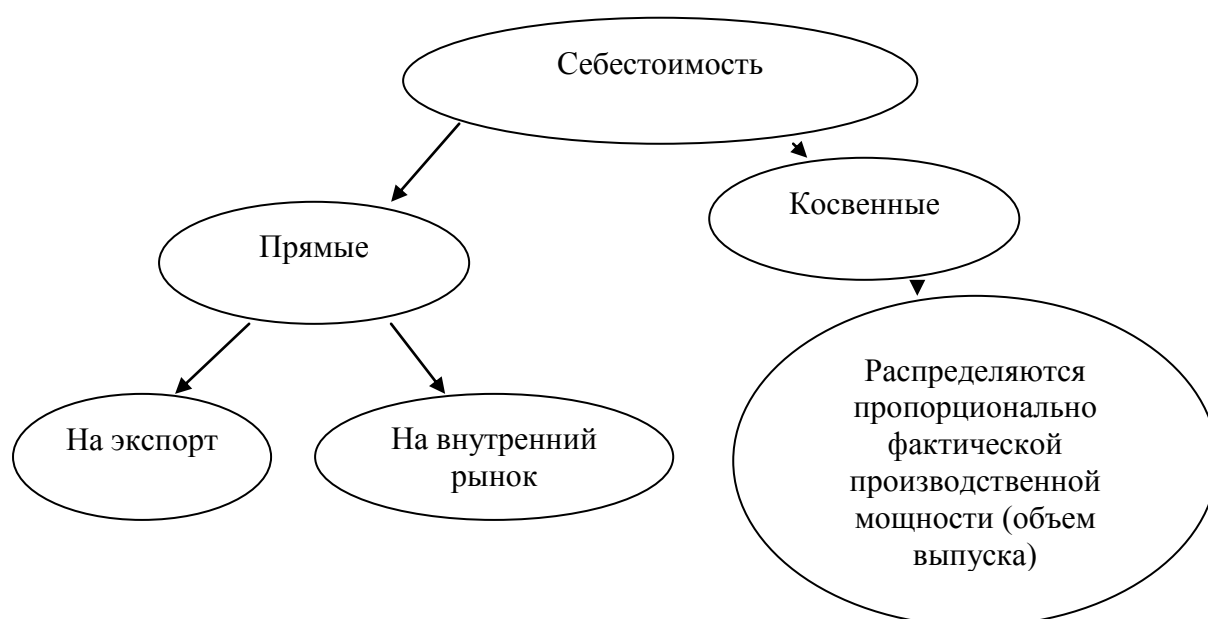 Себестоимость
Косвенные
Прямые
На экспорт
На внутренний
рынок
Распределяются
пропорционально
фактической
производственной
мощности (объем
выпуска)